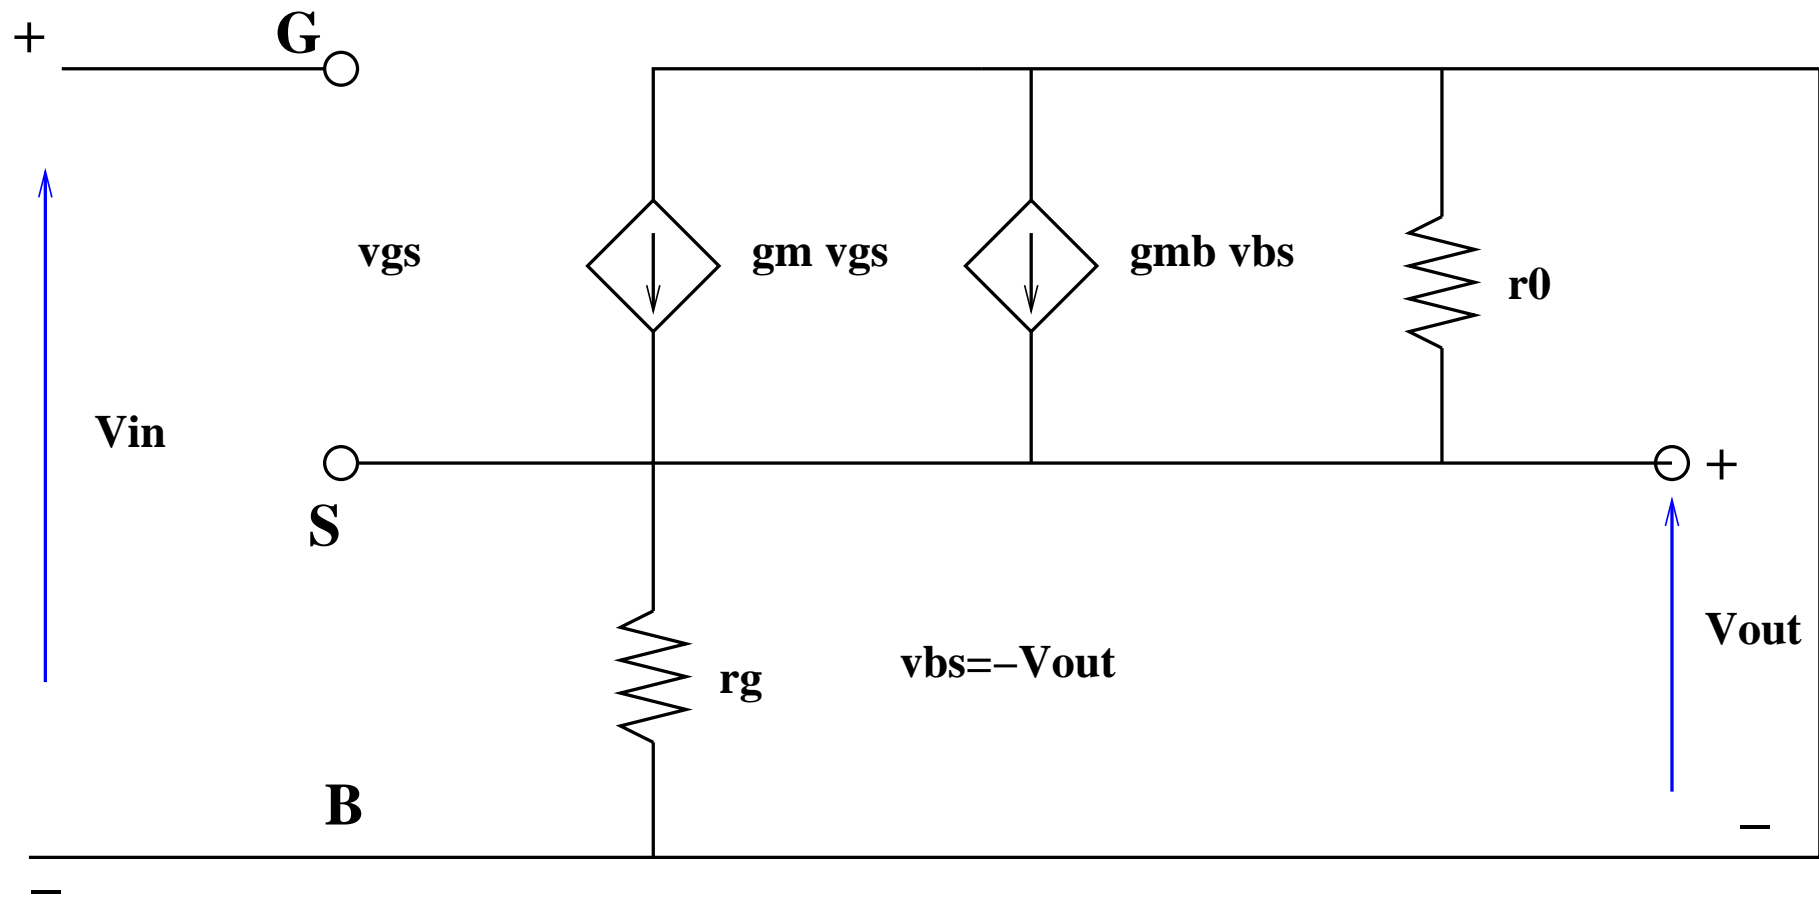 +
G
vgs
gm vgs
gmb vbs
r0
Vin
S
+
rg
vbs=–Vout
Vout
B
–
–